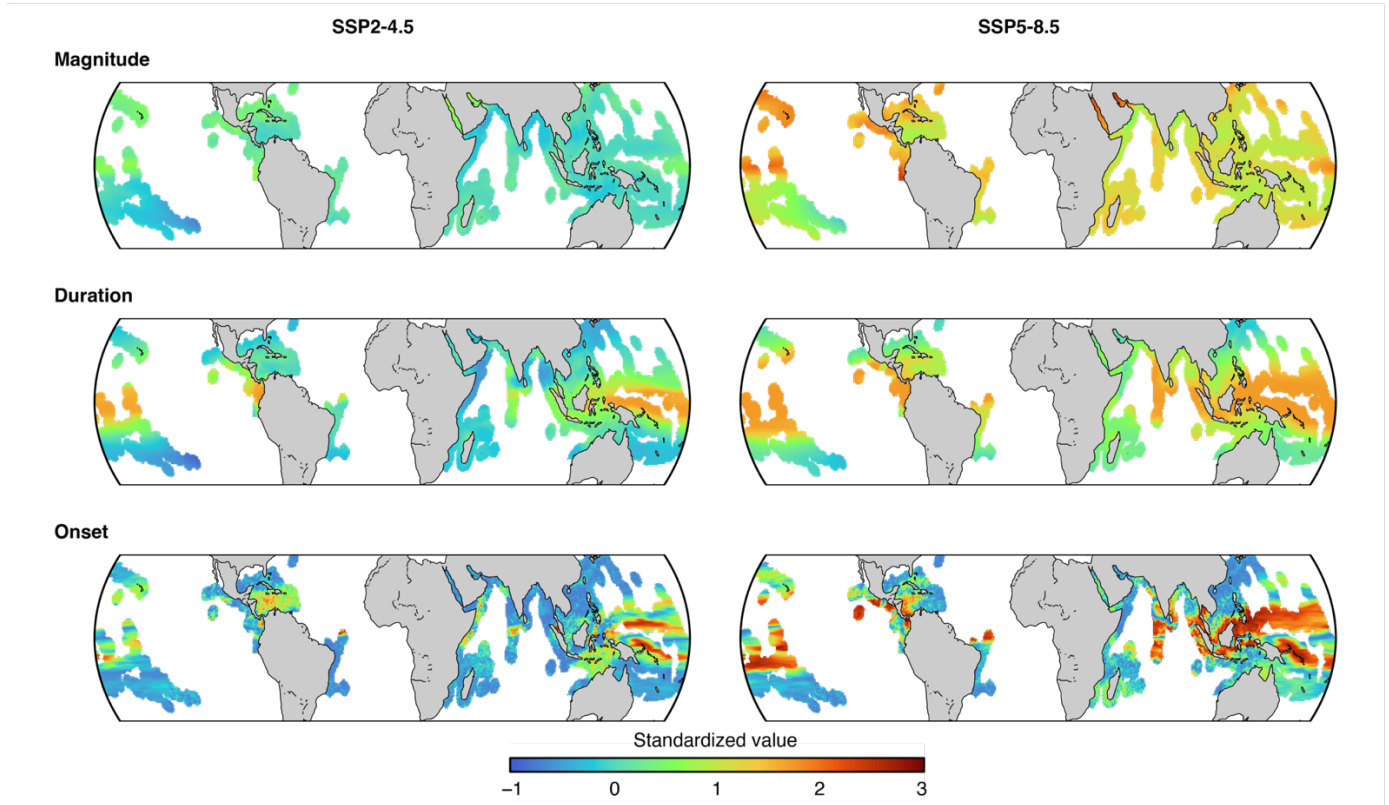 SSP2-4.5
SSP5-8.5
Magnitude
Duration
Onset
Standardized value
−1 0 1 2 3